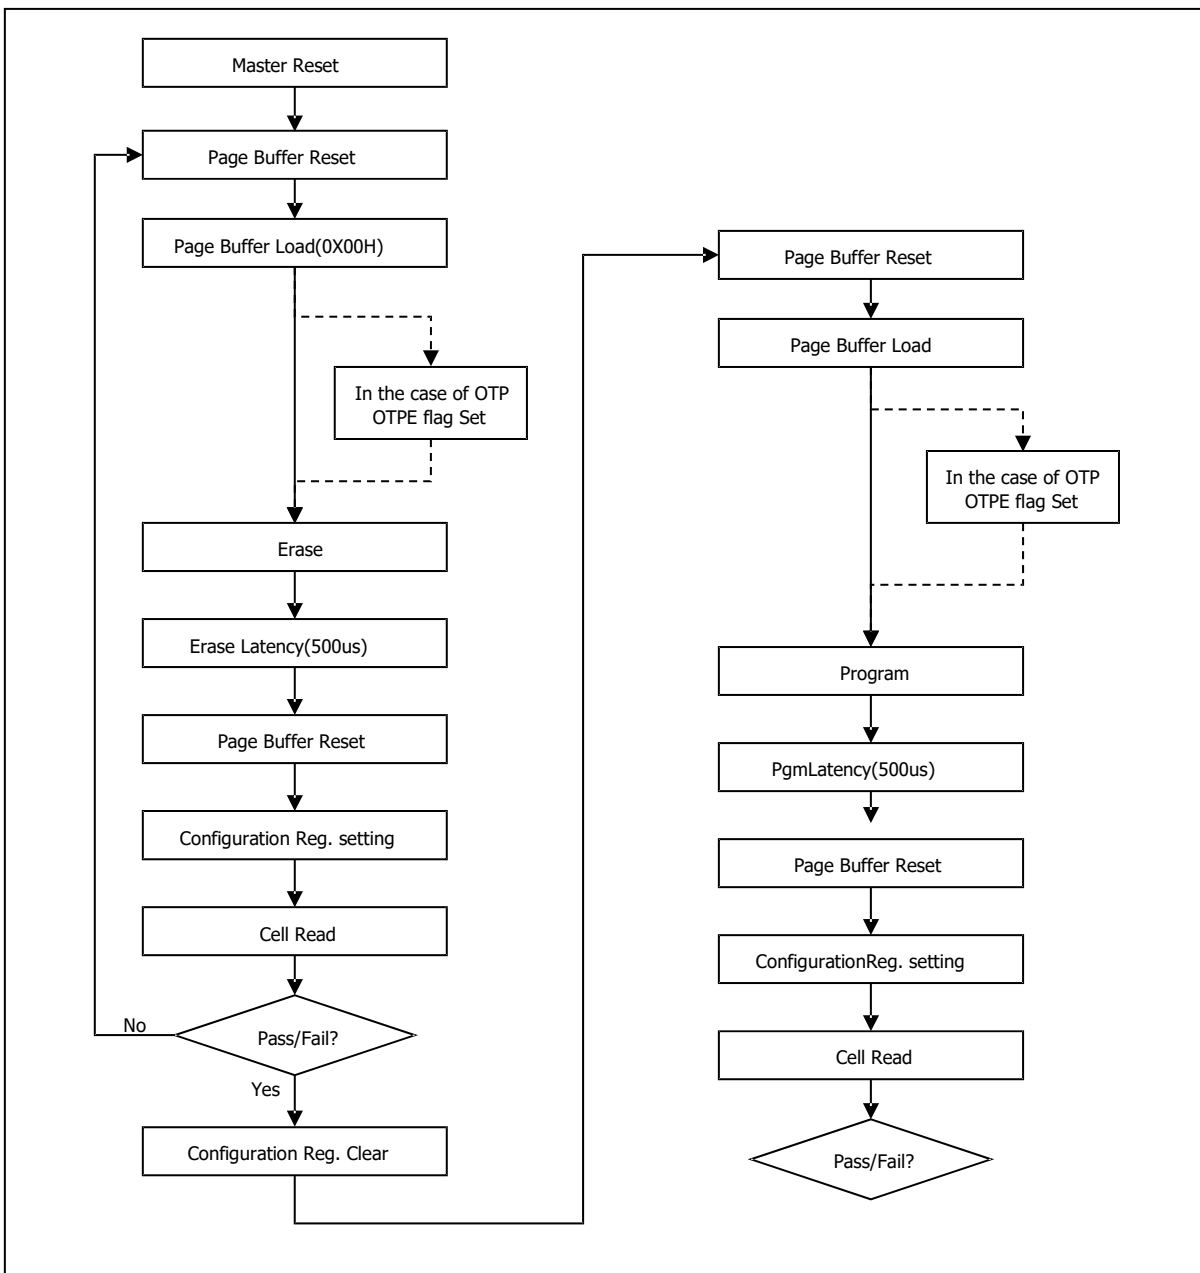 Master Reset
Page Buffer Reset
Page Buffer Load(0X00H)
In the case of OTP
OTPE flag Set
Erase
Erase Latency(500us)
Page Buffer Reset
Configuration Reg. setting
Cell Read
Pass/Fail?
No
Yes
Configuration Reg. Clear
Page Buffer Reset
Page Buffer Load
In the case of OTP
OTPE flag Set
Program
PgmLatency(500us)
Page Buffer Reset
ConfigurationReg. setting
Cell Read
Pass/Fail?